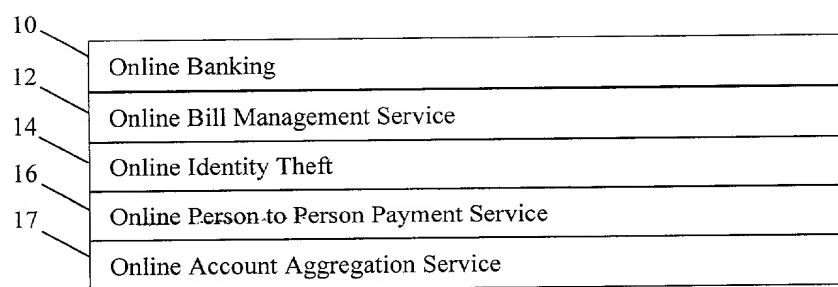 10
Online Banking
12
Online Bill Management Service
14
Online Identity Theft
16
Online Person to Person Payment Service
17
Online Account Aggregation Service